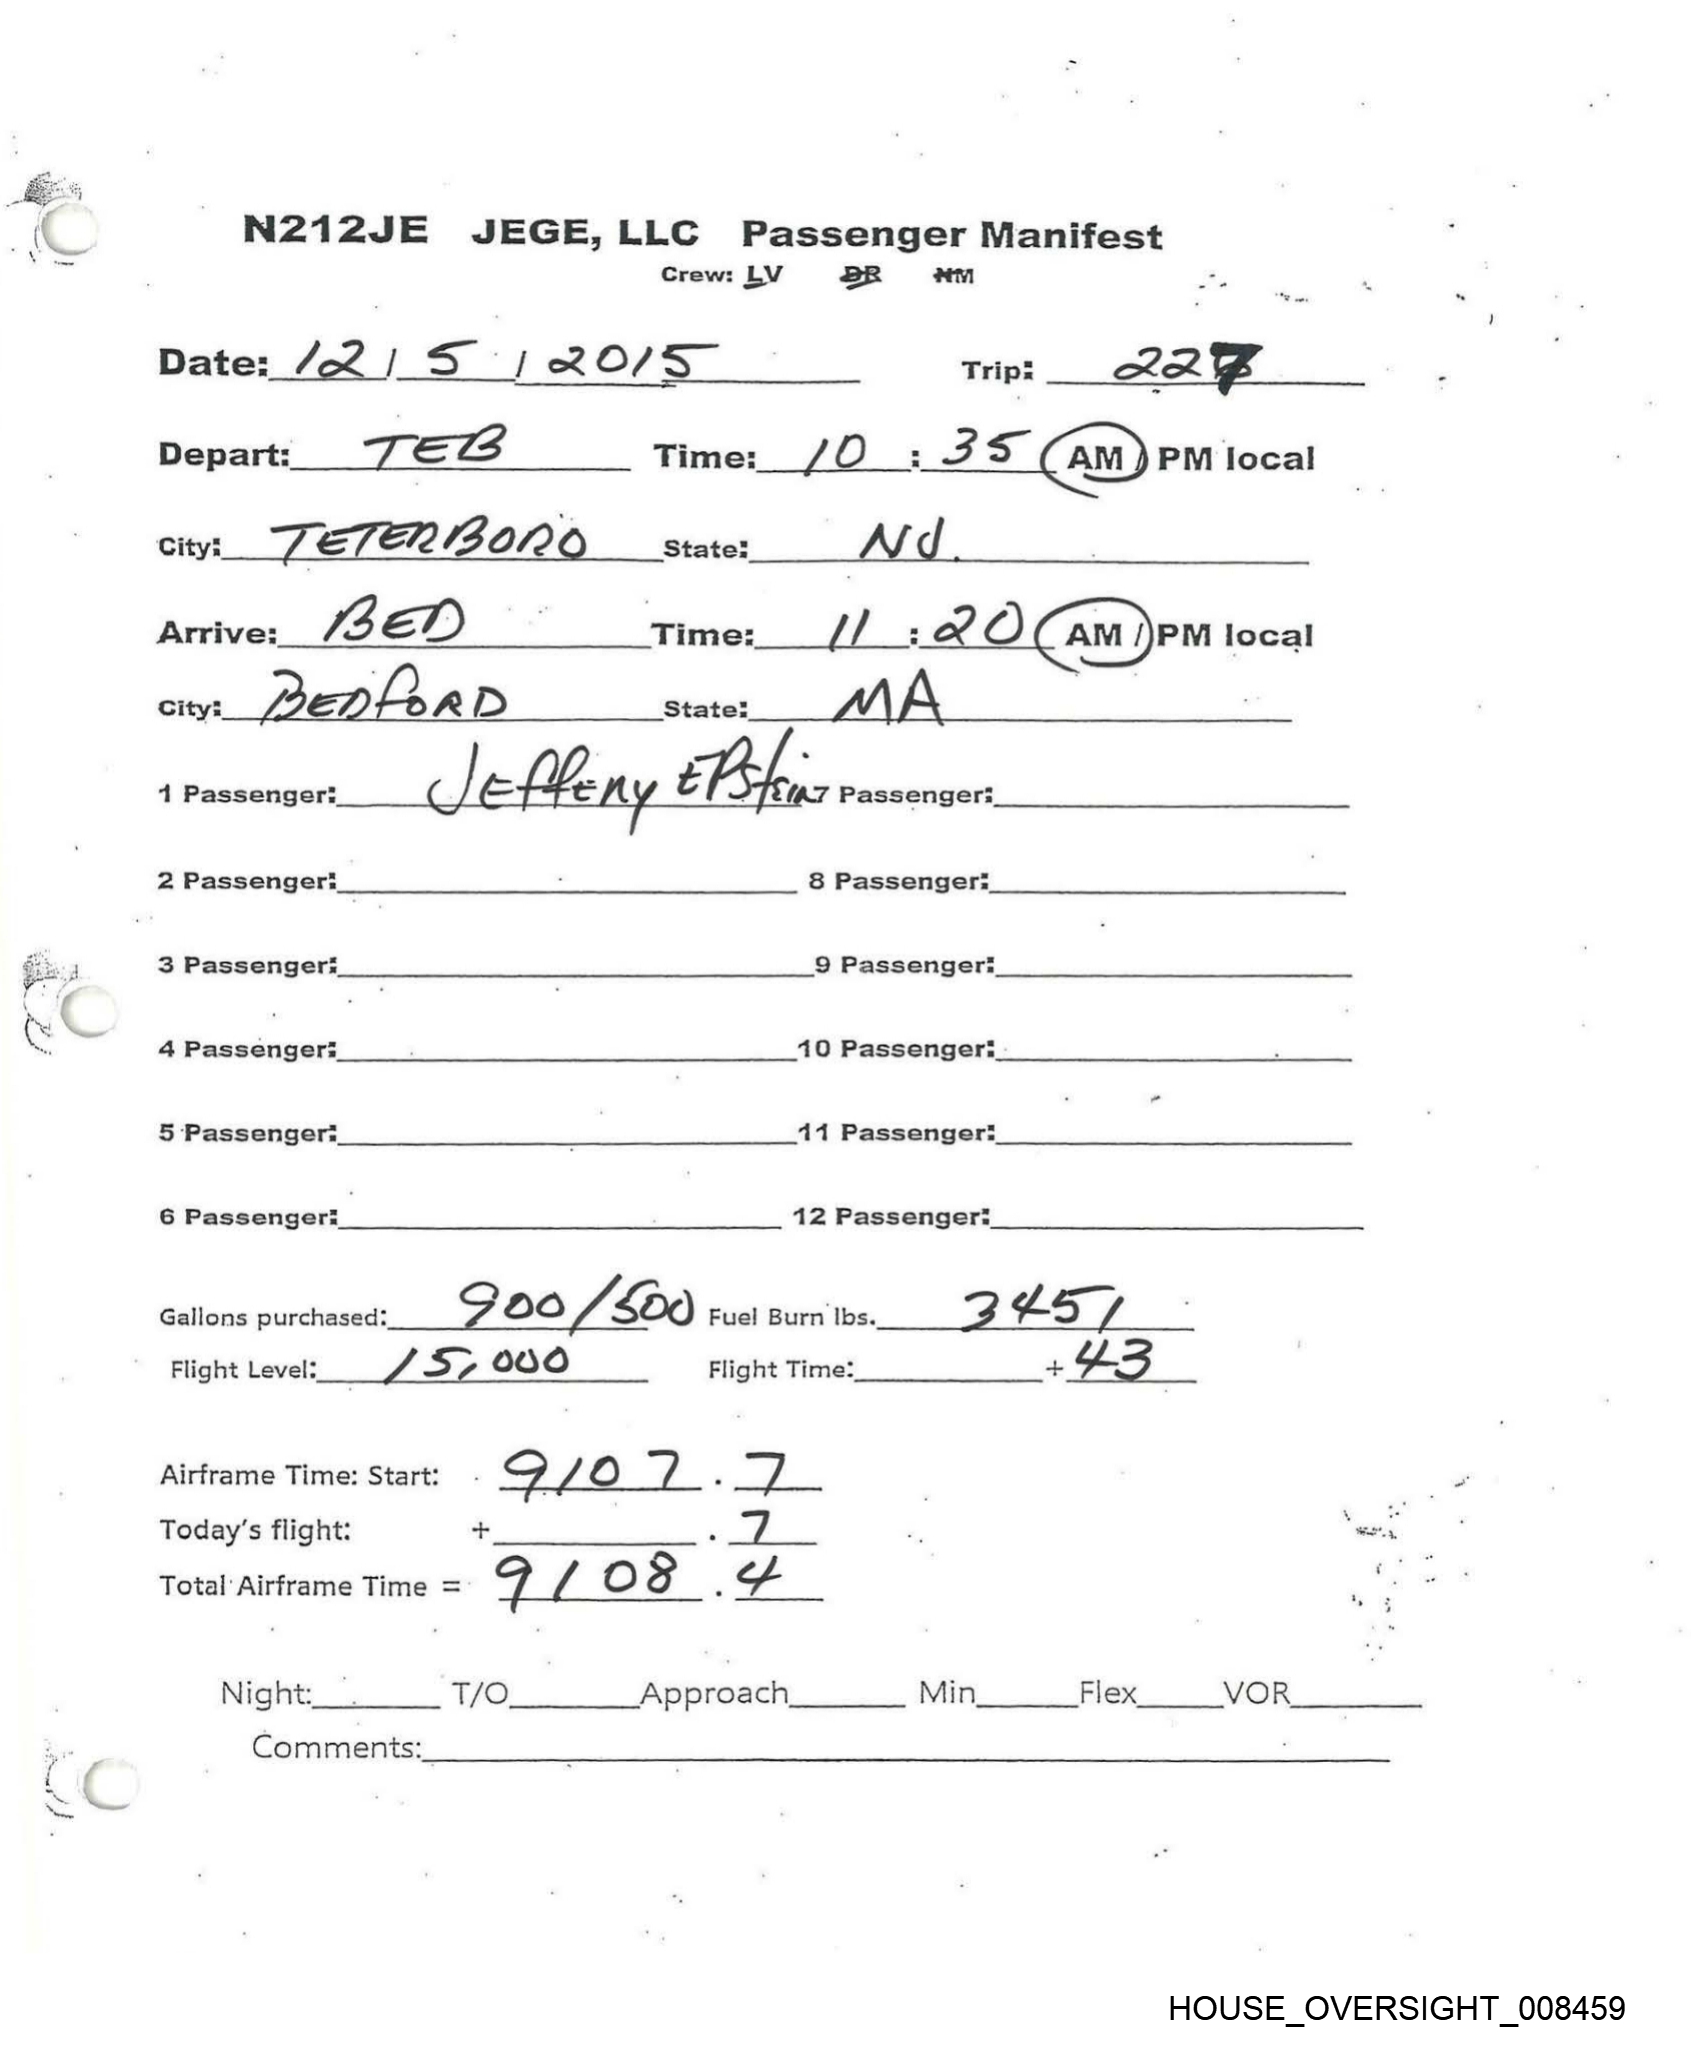 N212JE JEGE, LLC Passenger Manifest
Crew: LV DR NM
Date: 12 / 5 / 2015 Trip: 227
Depart: TEB Time: 10 : 35 AM / PM local
City: TETERBORO State: NJ.
Arrive: BED Time: 11 : 20 AM / PM local
City: BEDFORD State: MA
1 Passenger: JEffERy EPstein 7 Passenger:
2 Passenger: 8 Passenger:
3 Passenger: 9 Passenger:
4 Passenger: 10 Passenger:
5 Passenger: 11 Passenger:
6 Passenger: 12 Passenger:
Gallons purchased: 900/500 Fuel Burn lbs. 3451
Flight Level: 15,000 Flight Time: + 43
Airframe Time: Start: 9107 . 7
Today's flight: + . 7
Total Airframe Time = 9108 . 4
Night: T/O Approach Min Flex VOR
Comments:
HOUSE_OVERSIGHT_008459